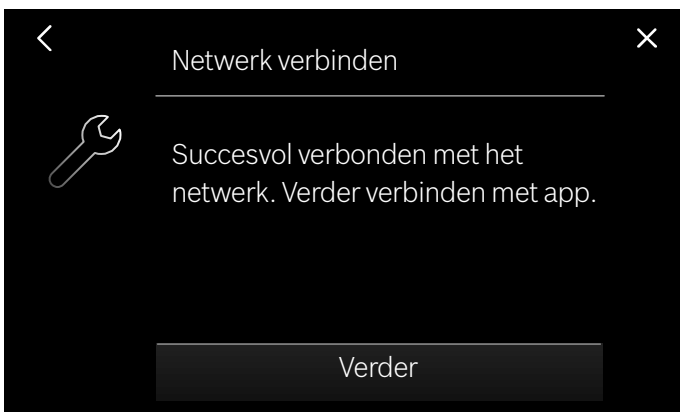 Netwerk verbinden
Succesvol verbonden met het
netwerk. Verder verbinden met app.
Verder